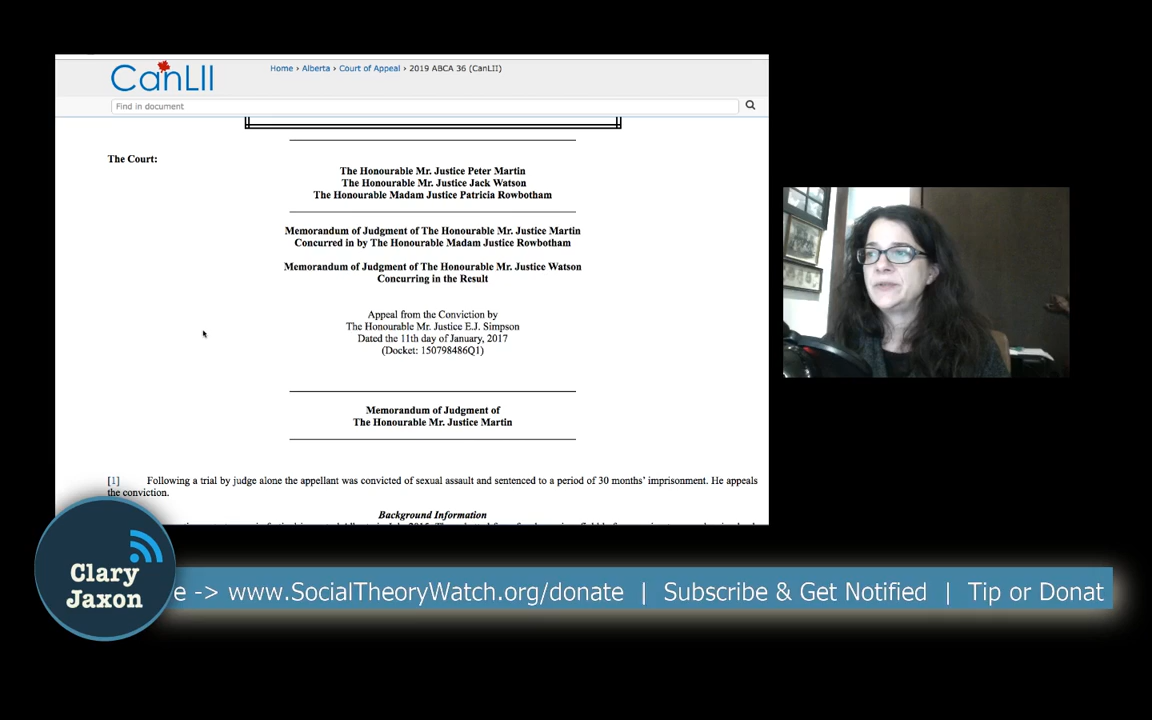 CanLII
Home › Alberta › Court of Appeal › 2019 ABCA 36 (CanLII)
Find in document
The Court:
The Honourable Mr. Justice Peter Martin
The Honourable Mr. Justice Jack Watson
The Honourable Madam Justice Patricia Rowbotham
Memorandum of Judgment of The Honourable Mr. Justice Martin
Concurred in by The Honourable Madam Justice Rowbotham
Memorandum of Judgment of The Honourable Mr. Justice Watson
Concurring in the Result
Appeal from the Conviction by
The Honourable Mr. Justice E.J. Simpson
Dated the 11th day of January, 2017
(Docket: 150798486Q1)
Memorandum of Judgment of
The Honourable Mr. Justice Martin
[1] Following a trial by judge alone the appellant was convicted of sexual assault and sentenced to a period of 30 months' imprisonment. He appeals
the conviction.
Background Information
Clary
Jaxon
e -> www.SocialTheoryWatch.org/donate | Subscribe & Get Notified | Tip or Donat